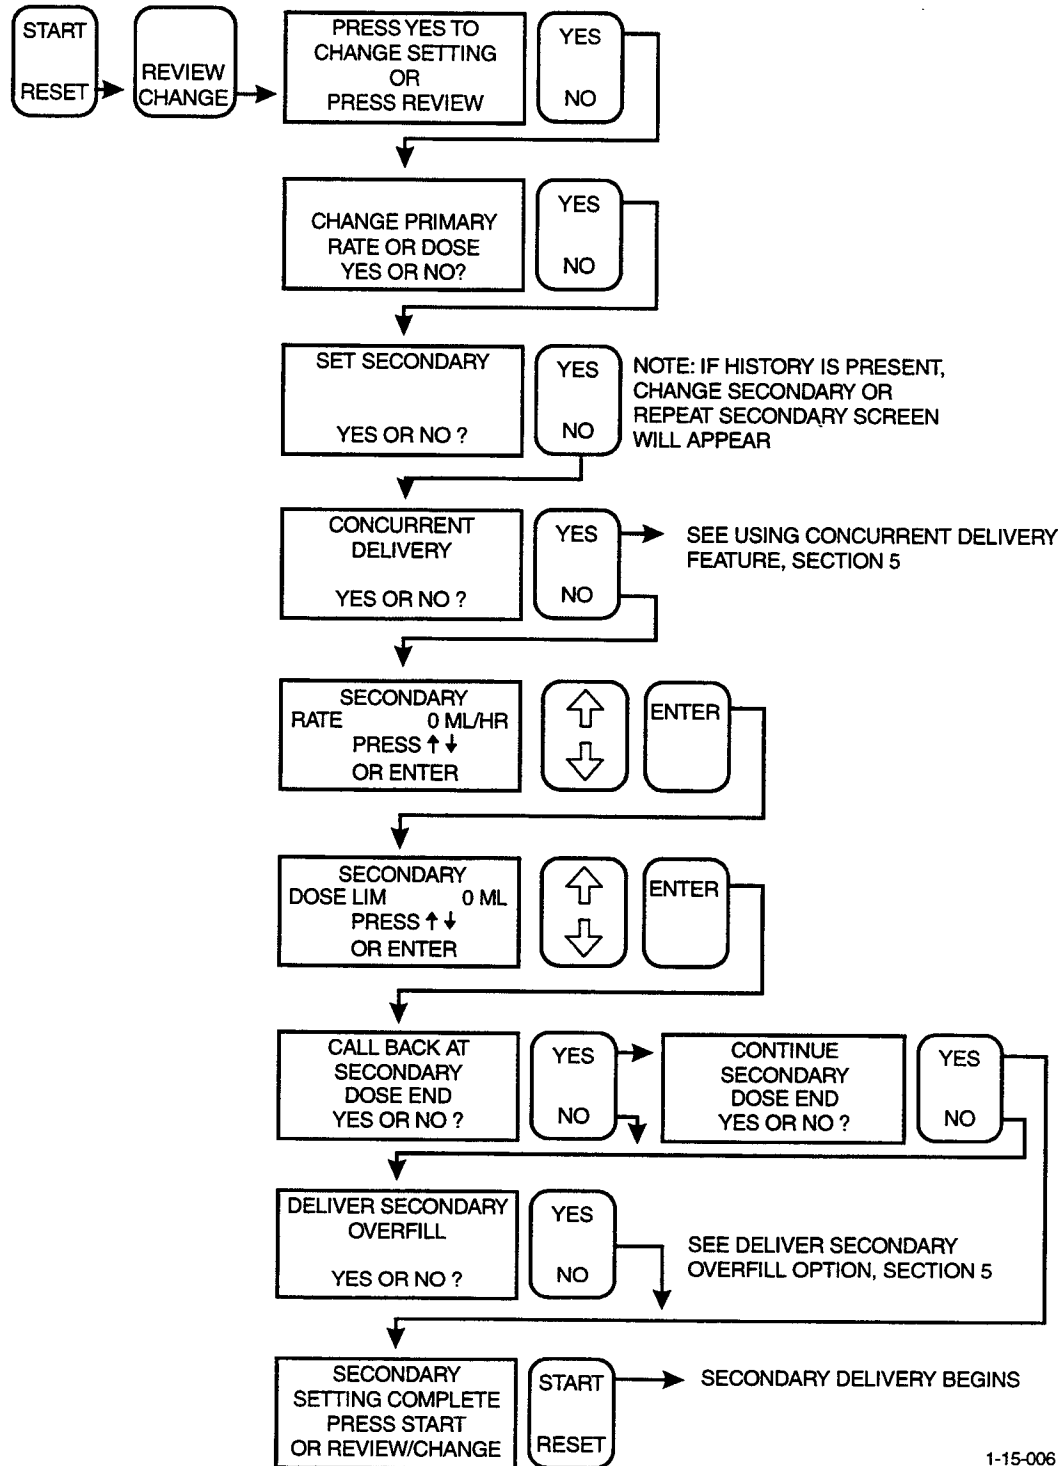 START
RESET
REVIEW
CHANGE
PRESS YES TO
CHANGE SETTING
OR
PRESS REVIEW
YES
NO
CHANGE PRIMARY
RATE OR DOSE
YES OR NO?
YES
NO
SET SECONDARY
YES OR NO ?
YES
NO
NOTE: IF HISTORY IS PRESENT,
CHANGE SECONDARY OR
REPEAT SECONDARY SCREEN
WILL APPEAR
CONCURRENT
DELIVERY
YES OR NO ?
YES
NO
SEE USING CONCURRENT DELIVERY
FEATURE, SECTION 5
SECONDARY
RATE 0 ML/HR
PRESS ↑ ↓
OR ENTER
ENTER
SECONDARY
DOSE LIM 0 ML
PRESS ↑ ↓
OR ENTER
ENTER
CALL BACK AT
SECONDARY
DOSE END
YES OR NO ?
YES
NO
CONTINUE
SECONDARY
DOSE END
YES OR NO ?
YES
NO
DELIVER SECONDARY
OVERFILL
YES OR NO ?
YES
NO
SEE DELIVER SECONDARY
OVERFILL OPTION, SECTION 5
SECONDARY
SETTING COMPLETE
PRESS START
OR REVIEW/CHANGE
START
RESET
SECONDARY DELIVERY BEGINS
1-15-006